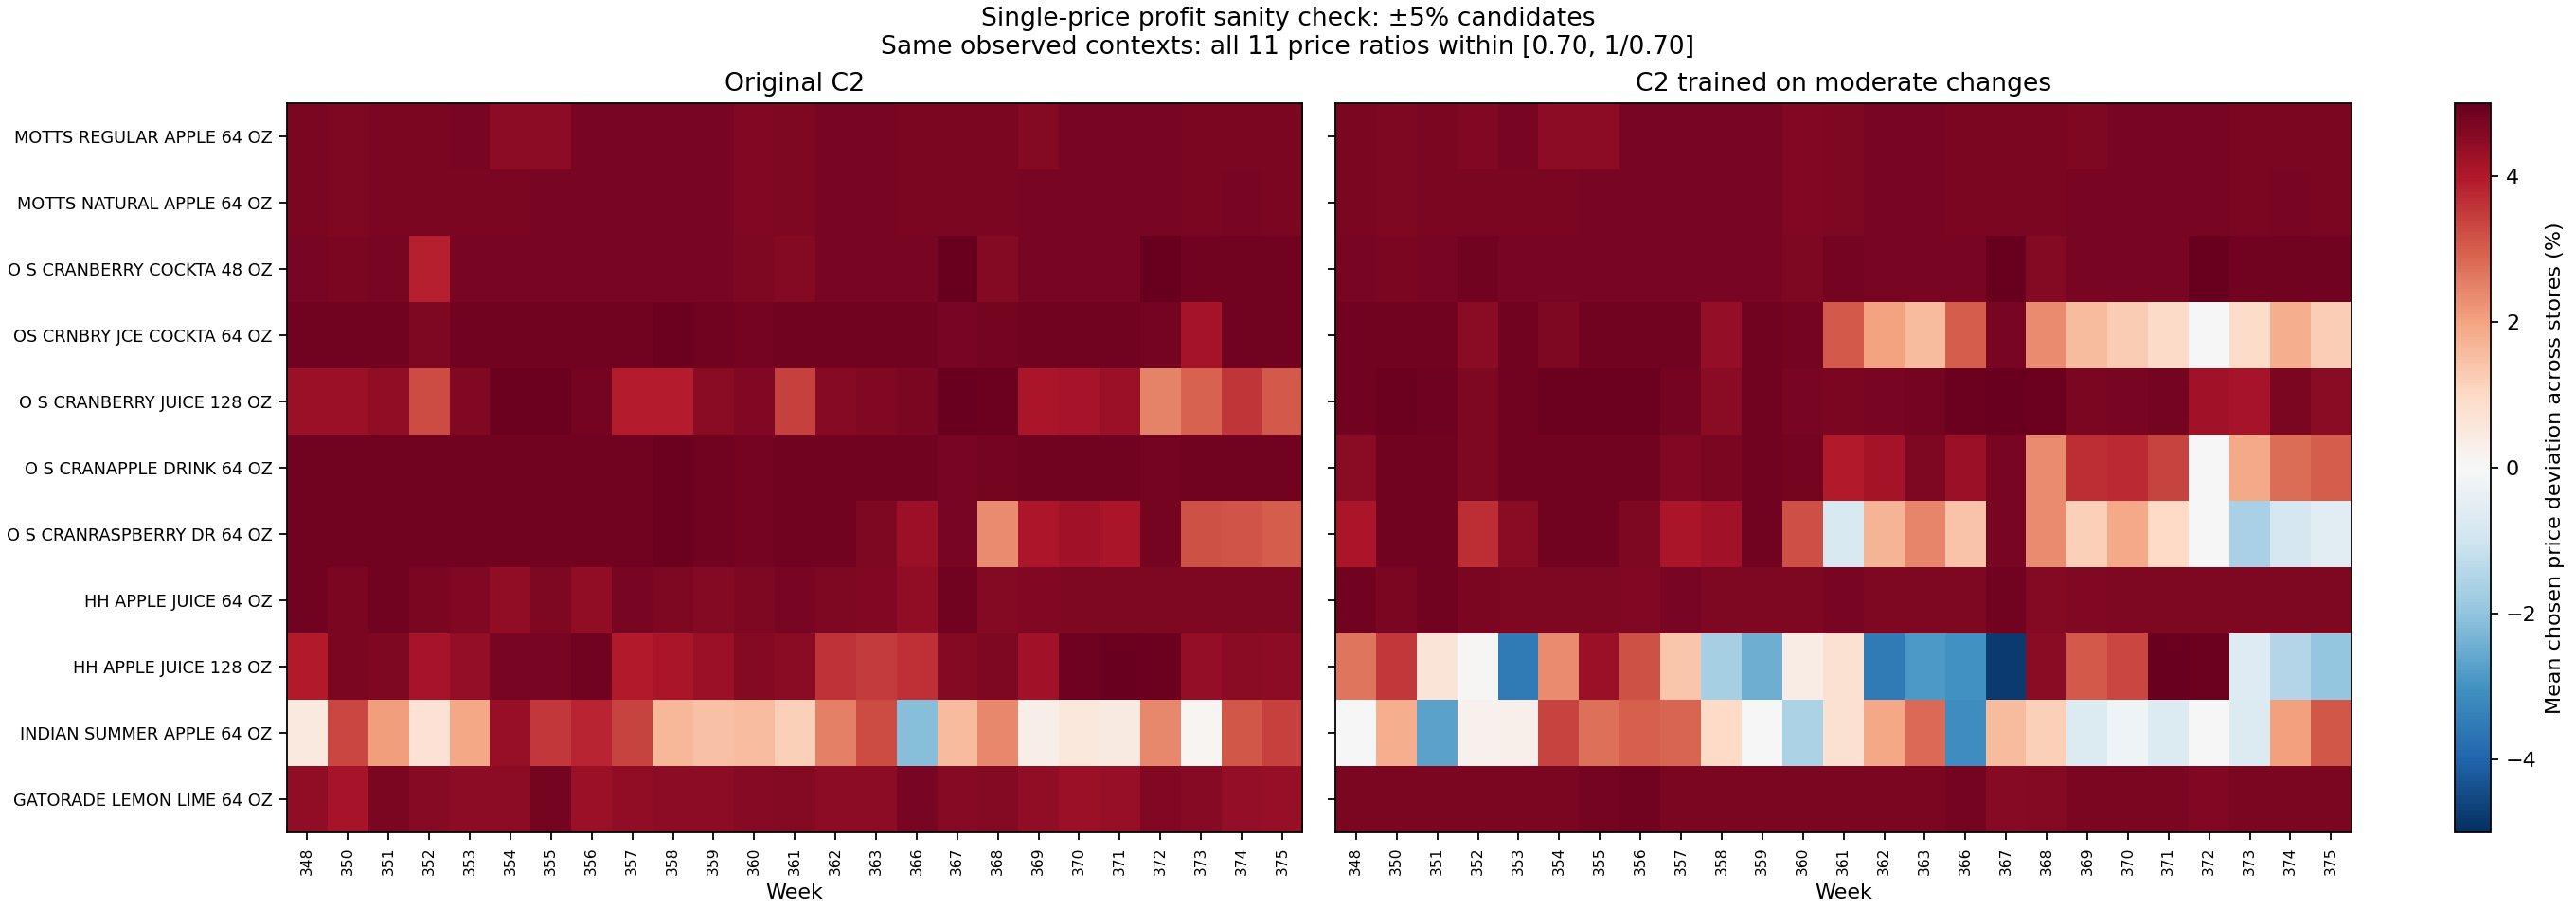 Single-price profit sanity check: ±5% candidates
Same observed contexts: all 11 price ratios within [0.70, 1/0.70]
Original C2
C2 trained on moderate changes
MOTTS REGULAR APPLE 64 OZ
MOTTS NATURAL APPLE 64 OZ
O S CRANBERRY COCKTA 48 OZ
OS CRNBRY JCE COCKTA 64 OZ
O S CRANBERRY JUICE 128 OZ
O S CRANAPPLE DRINK 64 OZ
O S CRANRASPBERRY DR 64 OZ
HH APPLE JUICE 64 OZ
HH APPLE JUICE 128 OZ
INDIAN SUMMER APPLE 64 OZ
GATORADE LEMON LIME 64 OZ
348 350 351 352 353 354 355 356 357 358 359 360 361 362 363 366 367 368 369 370 371 372 373 374 375
Week
348 350 351 352 353 354 355 356 357 358 359 360 361 362 363 366 367 368 369 370 371 372 373 374 375
Week
4
2
0
−2
−4
Mean chosen price deviation across stores (%)